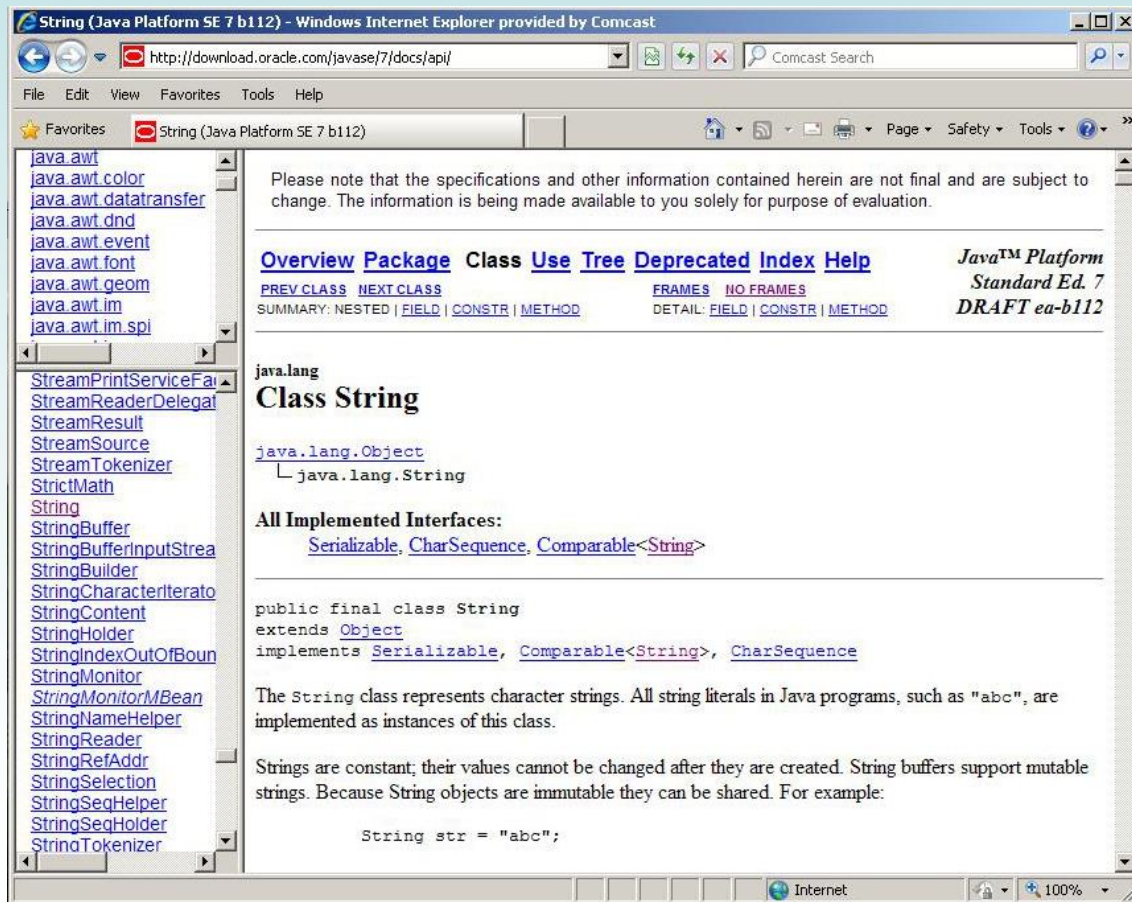 String (Java Platform SE 7 b112) - Windows Internet Explorer provided by Comcast
http://download.oracle.com/javase/7/docs/api/
Comcast Search
File Edit View Favorites Tools Help
Favorites
String (Java Platform SE 7 b112)
Page
Safety
Tools
java.awt
java.awt.color
java.awt.datatransfer
java.awt.dnd
java.awt.event
java.awt.font
java.awt.geom
java.awt.im
java.awt.im.spi
StreamPrintServiceFa
StreamReaderDelegat
StreamResult
StreamSource
StreamTokenizer
StrictMath
String
StringBuffer
StringBufferInputStrea
StringBuilder
StringCharacterIterato
StringContent
StringHolder
StringIndexOutOfBoun
StringMonitor
StringMonitorMBean
StringNameHelper
StringReader
StringRefAddr
StringSelection
StringSeqHelper
StringSeqHolder
StringTokenizer
Please note that the specifications and other information contained herein are not final and are subject to
change. The information is being made available to you solely for purpose of evaluation.
Overview Package Class Use Tree Deprecated Index Help
Java™ Platform
Standard Ed. 7
DRAFT ea-b112
PREV CLASS NEXT CLASS
FRAMES NO FRAMES
SUMMARY: NESTED | FIELD | CONSTR | METHOD
DETAIL: FIELD | CONSTR | METHOD
java.lang
Class String
java.lang.Object
java.lang.String
All Implemented Interfaces:
Serializable, CharSequence, Comparable<String>
public final class String
extends Object
implements Serializable, Comparable<String>, CharSequence
The String class represents character strings. All string literals in Java programs, such as "abc", are
implemented as instances of this class.
Strings are constant; their values cannot be changed after they are created. String buffers support mutable
strings. Because String objects are immutable they can be shared. For example:
String str = "abc";
Internet
100%